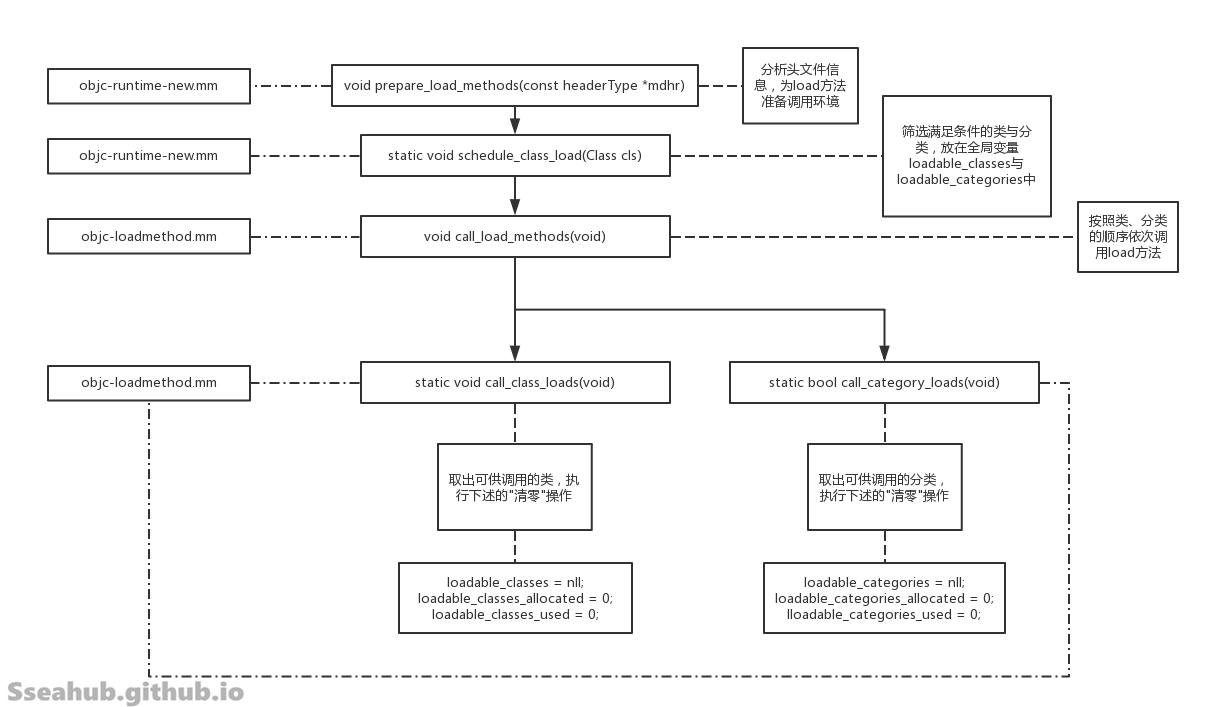 objc-runtime-new.mm
void prepare_load_methods(const headerType *mdhr)
分析头文件信
息，为load方法
准备调用环境
objc-runtime-new.mm
static void schedule_class_load(Class cls)
筛选满足条件的类与分
类，放在全局变量
loadable_classes与
loadable_categories中
objc-loadmethod.mm
void call_load_methods(void)
按照类、分类
的顺序依次调
用load方法
objc-loadmethod.mm
static void call_class_loads(void)
static bool call_category_loads(void)
取出可供调用的类，执
行下述的"清零"操作
取出可供调用的分类，
执行下述的"清零"操作
loadable_classes = nll;
loadable_classes_allocated = 0;
loadable_classes_used = 0;
loadable_categories = nll;
loadable_categories_allocated = 0;
lloadable_categories_used = 0;
Sseahub.github.io